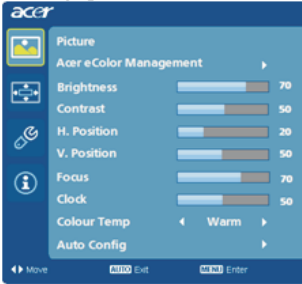 acer
Picture
Acer eColor Management
Brightness 70
Contrast 50
H. Position 20
V. Position 50
Focus 70
Clock 50
Colour Temp Warm
Auto Config
Move AUTO Exit MENU Enter